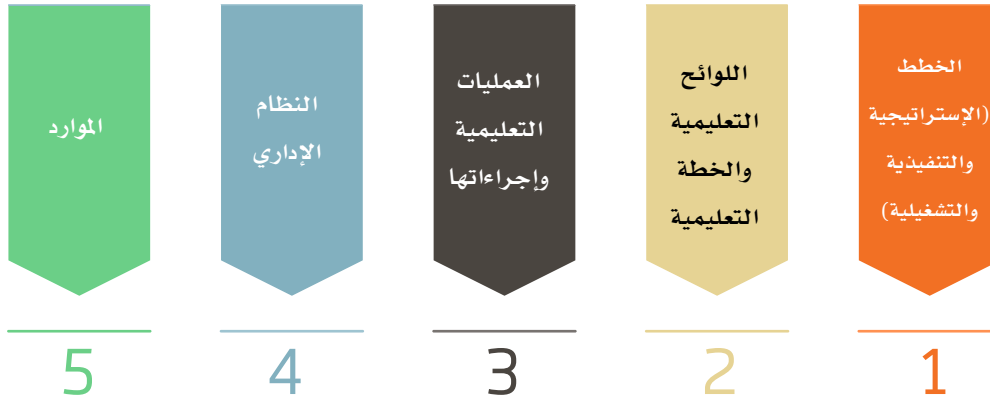 الخطط
(الإستراتيجية
والتنفيذية
والتشغيلية)
1
اللوائح
التعليمية
والخطة
التعليمية
2
العمليات
التعليمية
وإجراءاتها
3
النظام
الإداري
4
الموارد
5